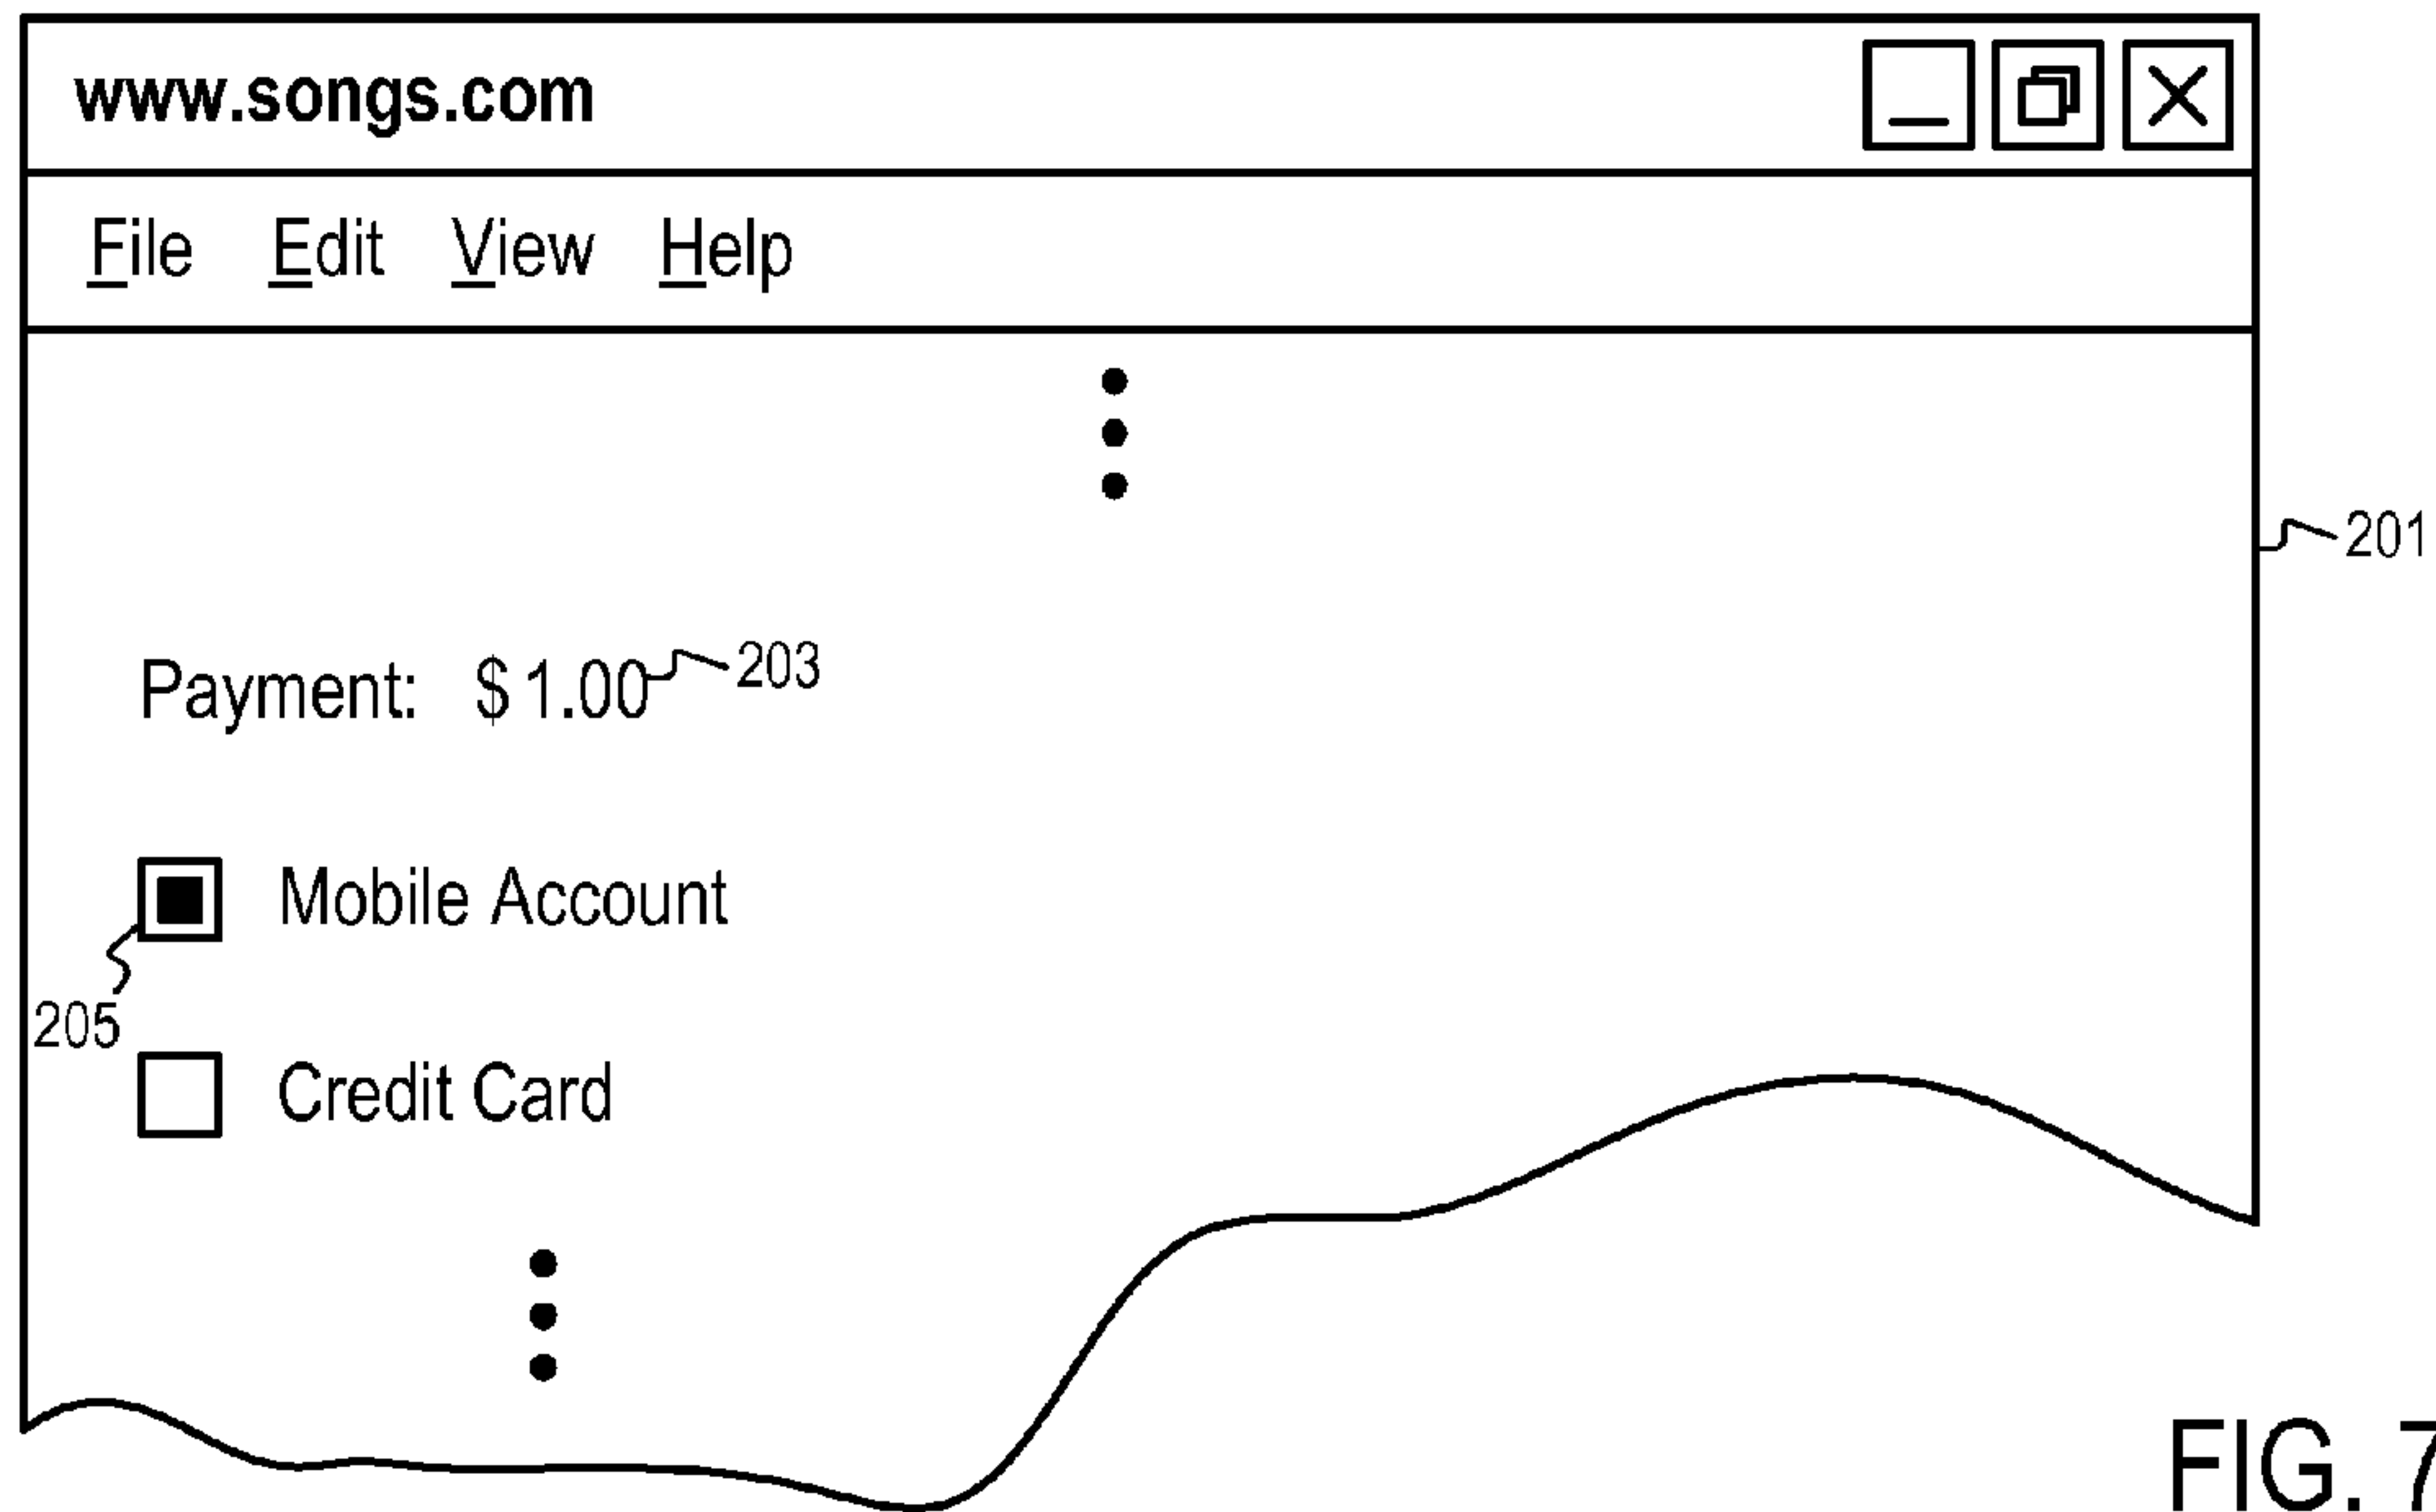 www.songs.com
File Edit View Help
201
Payment: $1.00 203
Mobile Account
205
Credit Card
FIG. 7